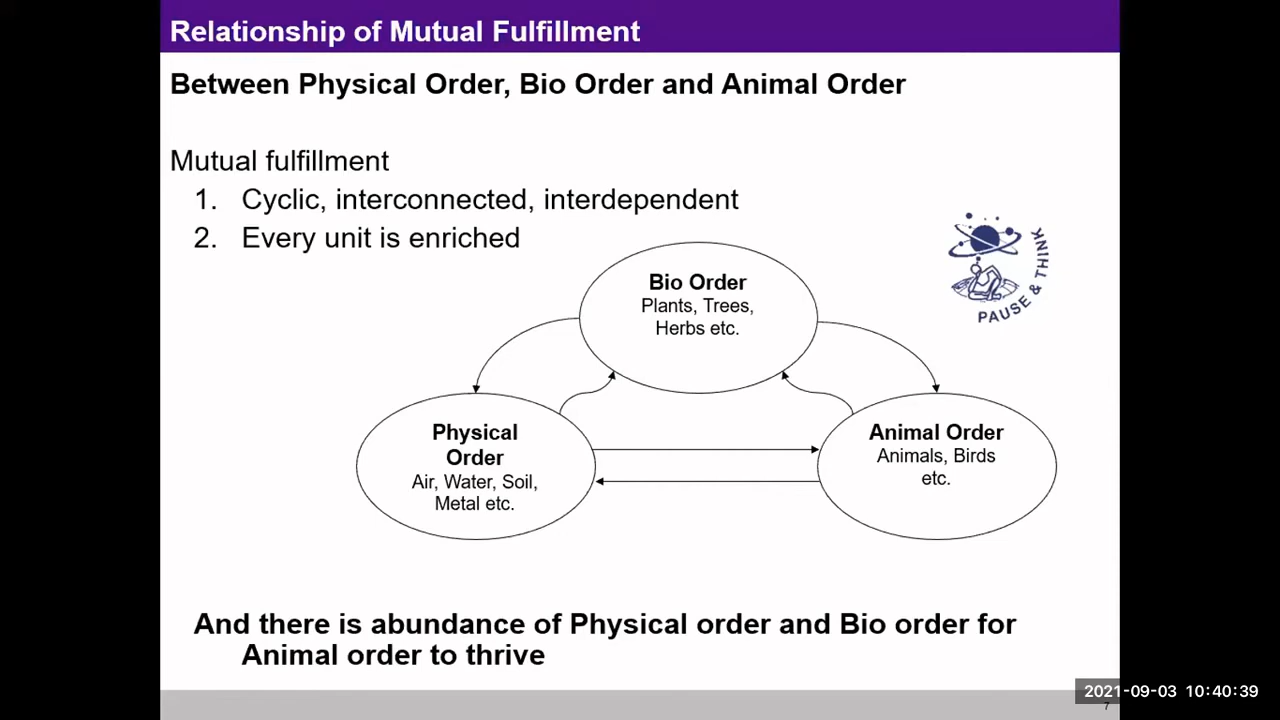 Relationship of Mutual Fulfillment
Between Physical Order, Bio Order and Animal Order
Mutual fulfillment
1. Cyclic, interconnected, interdependent
2. Every unit is enriched
PAUSE & THINK
Bio Order
Plants, Trees,
Herbs etc.
Physical
Order
Air, Water, Soil,
Metal etc.
Animal Order
Animals, Birds
etc.
And there is abundance of Physical order and Bio order for
Animal order to thrive
2021-09-03 10:40:39
7